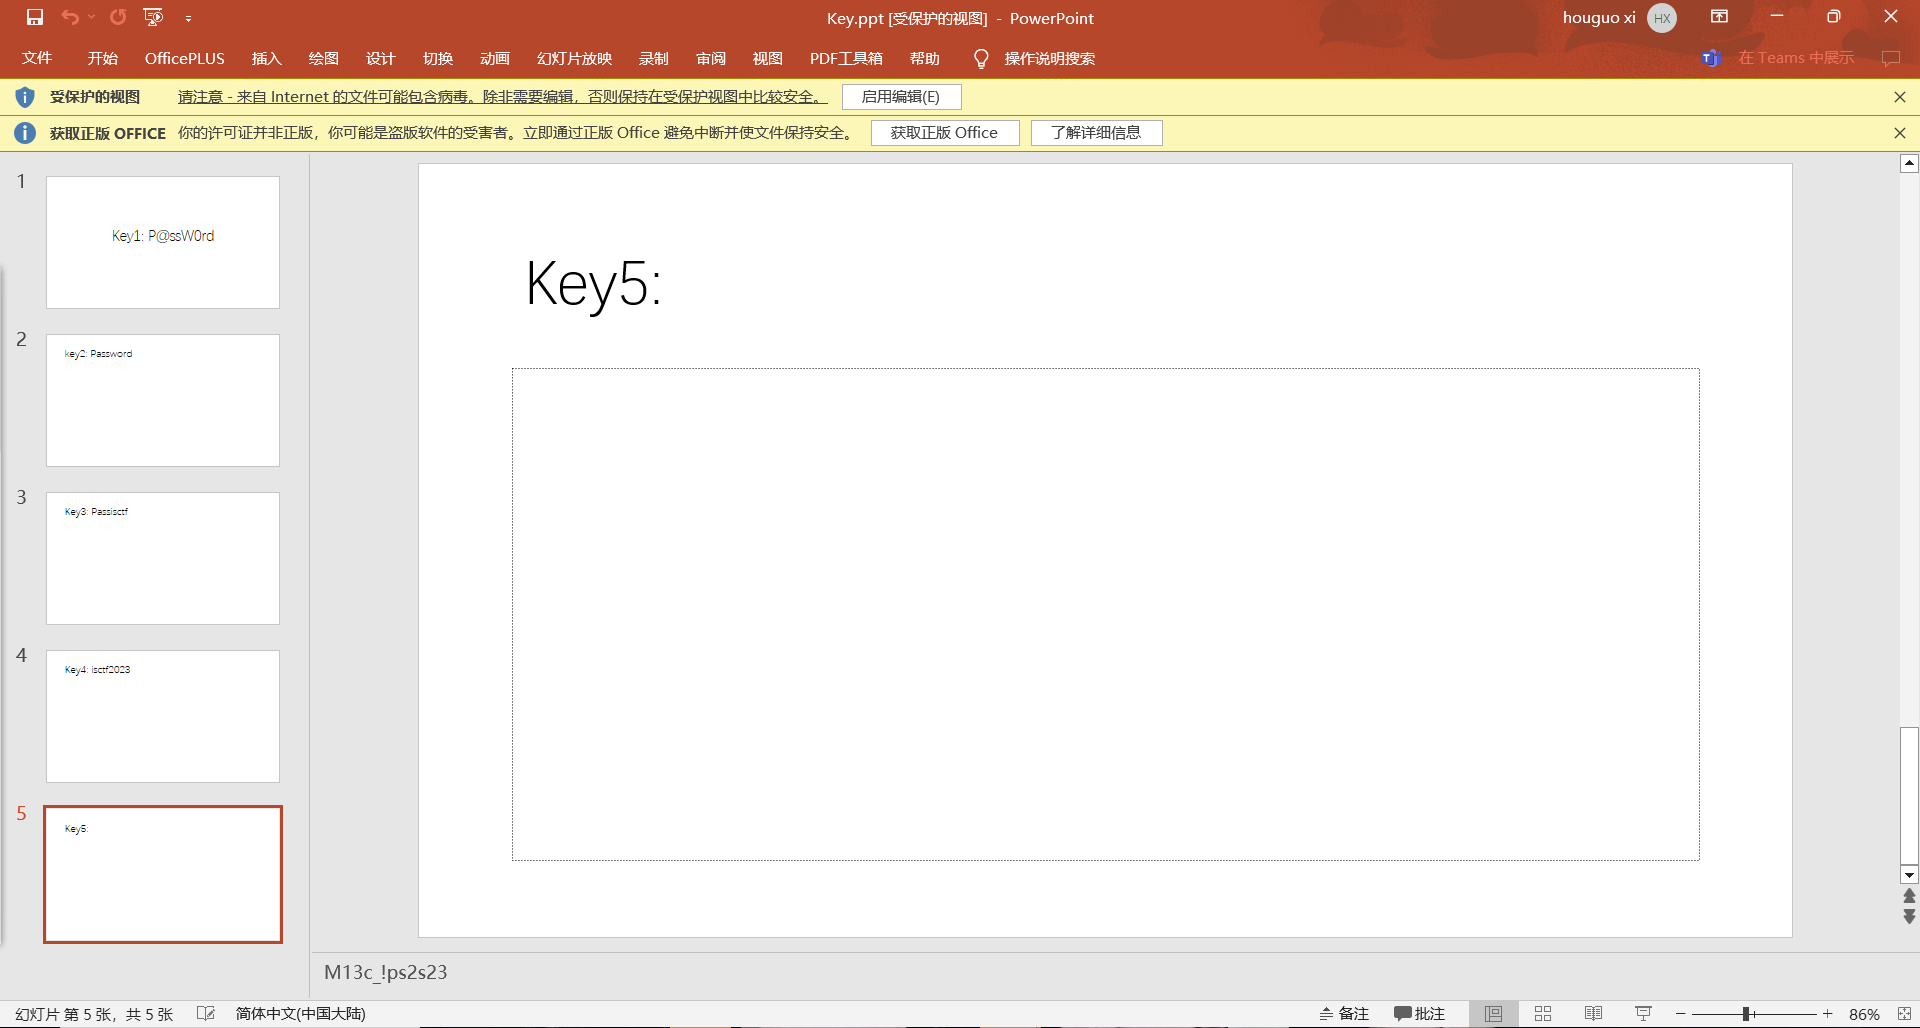 Key.ppt [受保护的视图] - PowerPoint
houguo xi
HX
文件 开始 OfficePLUS 插入 绘图 设计 切换 动画 幻灯片放映 录制 审阅 视图 PDF工具箱 帮助 操作说明搜索
在 Teams 中展示
受保护的视图 请注意 - 来自 Internet 的文件可能包含病毒。除非需要编辑，否则保持在受保护视图中比较安全。 启用编辑(E)
获取正版 OFFICE 你的许可证并非正版，你可能是盗版软件的受害者。立即通过正版 Office 避免中断并使文件保持安全。 获取正版 Office 了解详细信息
1
Key1: P@ssW0rd
2
key2: Password
3
Key3: Passisctf
4
Key4: isctf2023
5
Key5:
Key5:
M13c_!ps2s23
幻灯片 第 5 张，共 5 张 简体中文(中国大陆) 备注 批注 86%